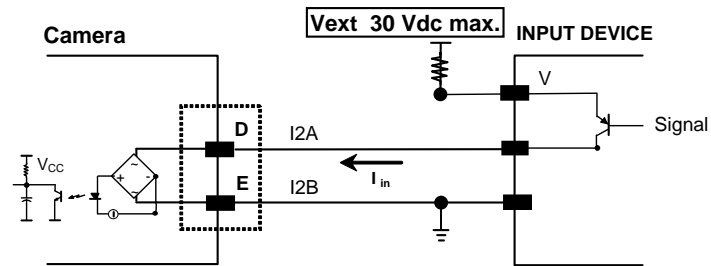 Vext 30 Vdc max.
Camera
INPUT DEVICE
V
D
I2A
Signal
VCC
~
+
-
~
E
I2B
I in